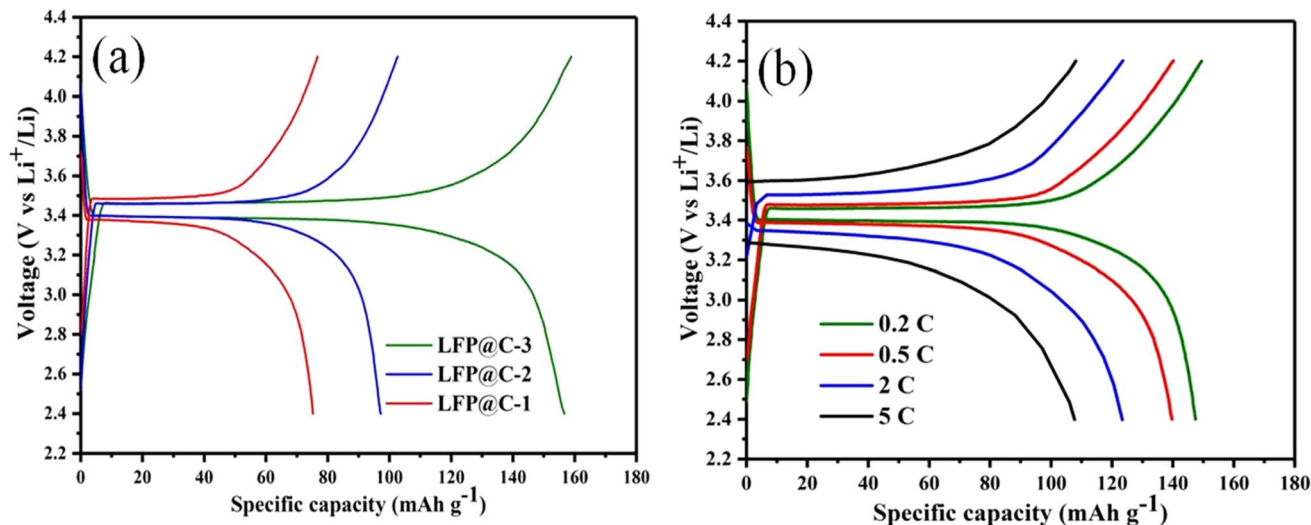 (a)
Voltage (V vs Li⁺/Li)
4.4
4.2
4.0
3.8
3.6
3.4
3.2
3.0
2.8
2.6
2.4
2.2
LFP@C-3
LFP@C-2
LFP@C-1
0 20 40 60 80 100 120 140 160 180
Specific capacity (mAh g⁻¹)
(b)
Voltage (V vs Li⁺/Li)
4.4
4.2
4.0
3.8
3.6
3.4
3.2
3.0
2.8
2.6
2.4
2.2
0.2 C
0.5 C
2 C
5 C
0 20 40 60 80 100 120 140 160 180
Specific capacity (mAh g⁻¹)